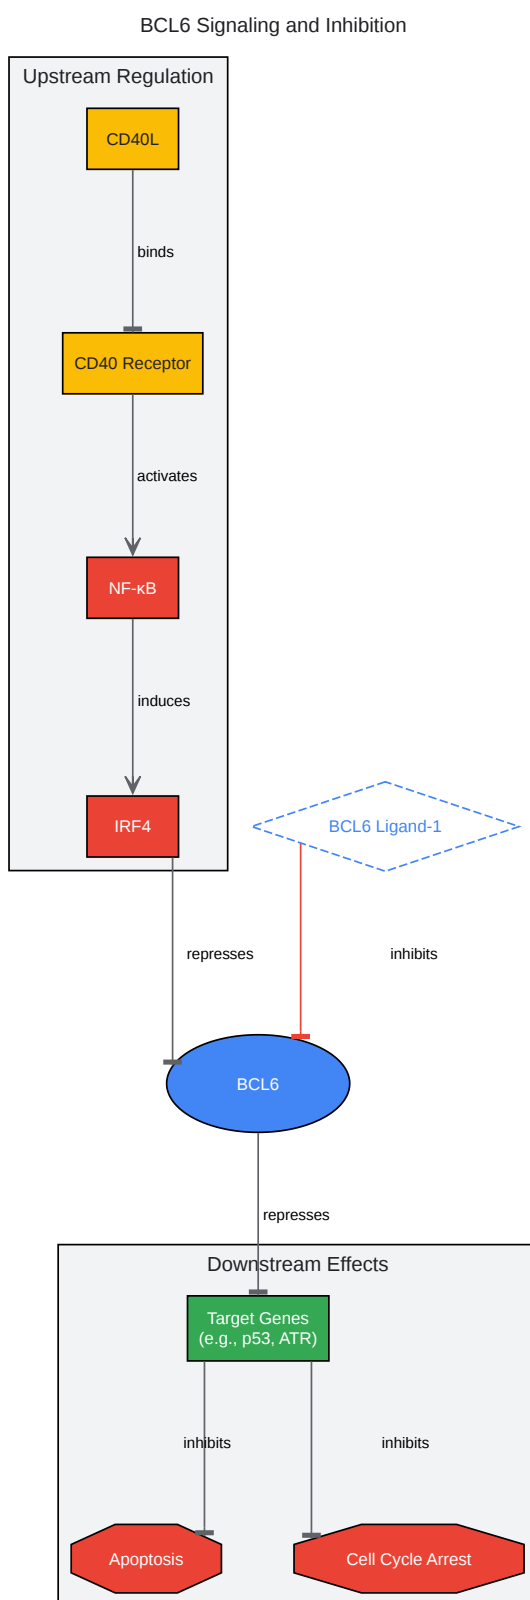 BCL6 Signaling and Inhibition
Upstream Regulation
CD40L
binds
CD40 Receptor
activates
NF-κB
induces
IRF4
BCL6 Ligand-1
represses
inhibits
BCL6
represses
Downstream Effects
Target Genes
(e.g., p53, ATR)
inhibits
inhibits
Apoptosis
Cell Cycle Arrest